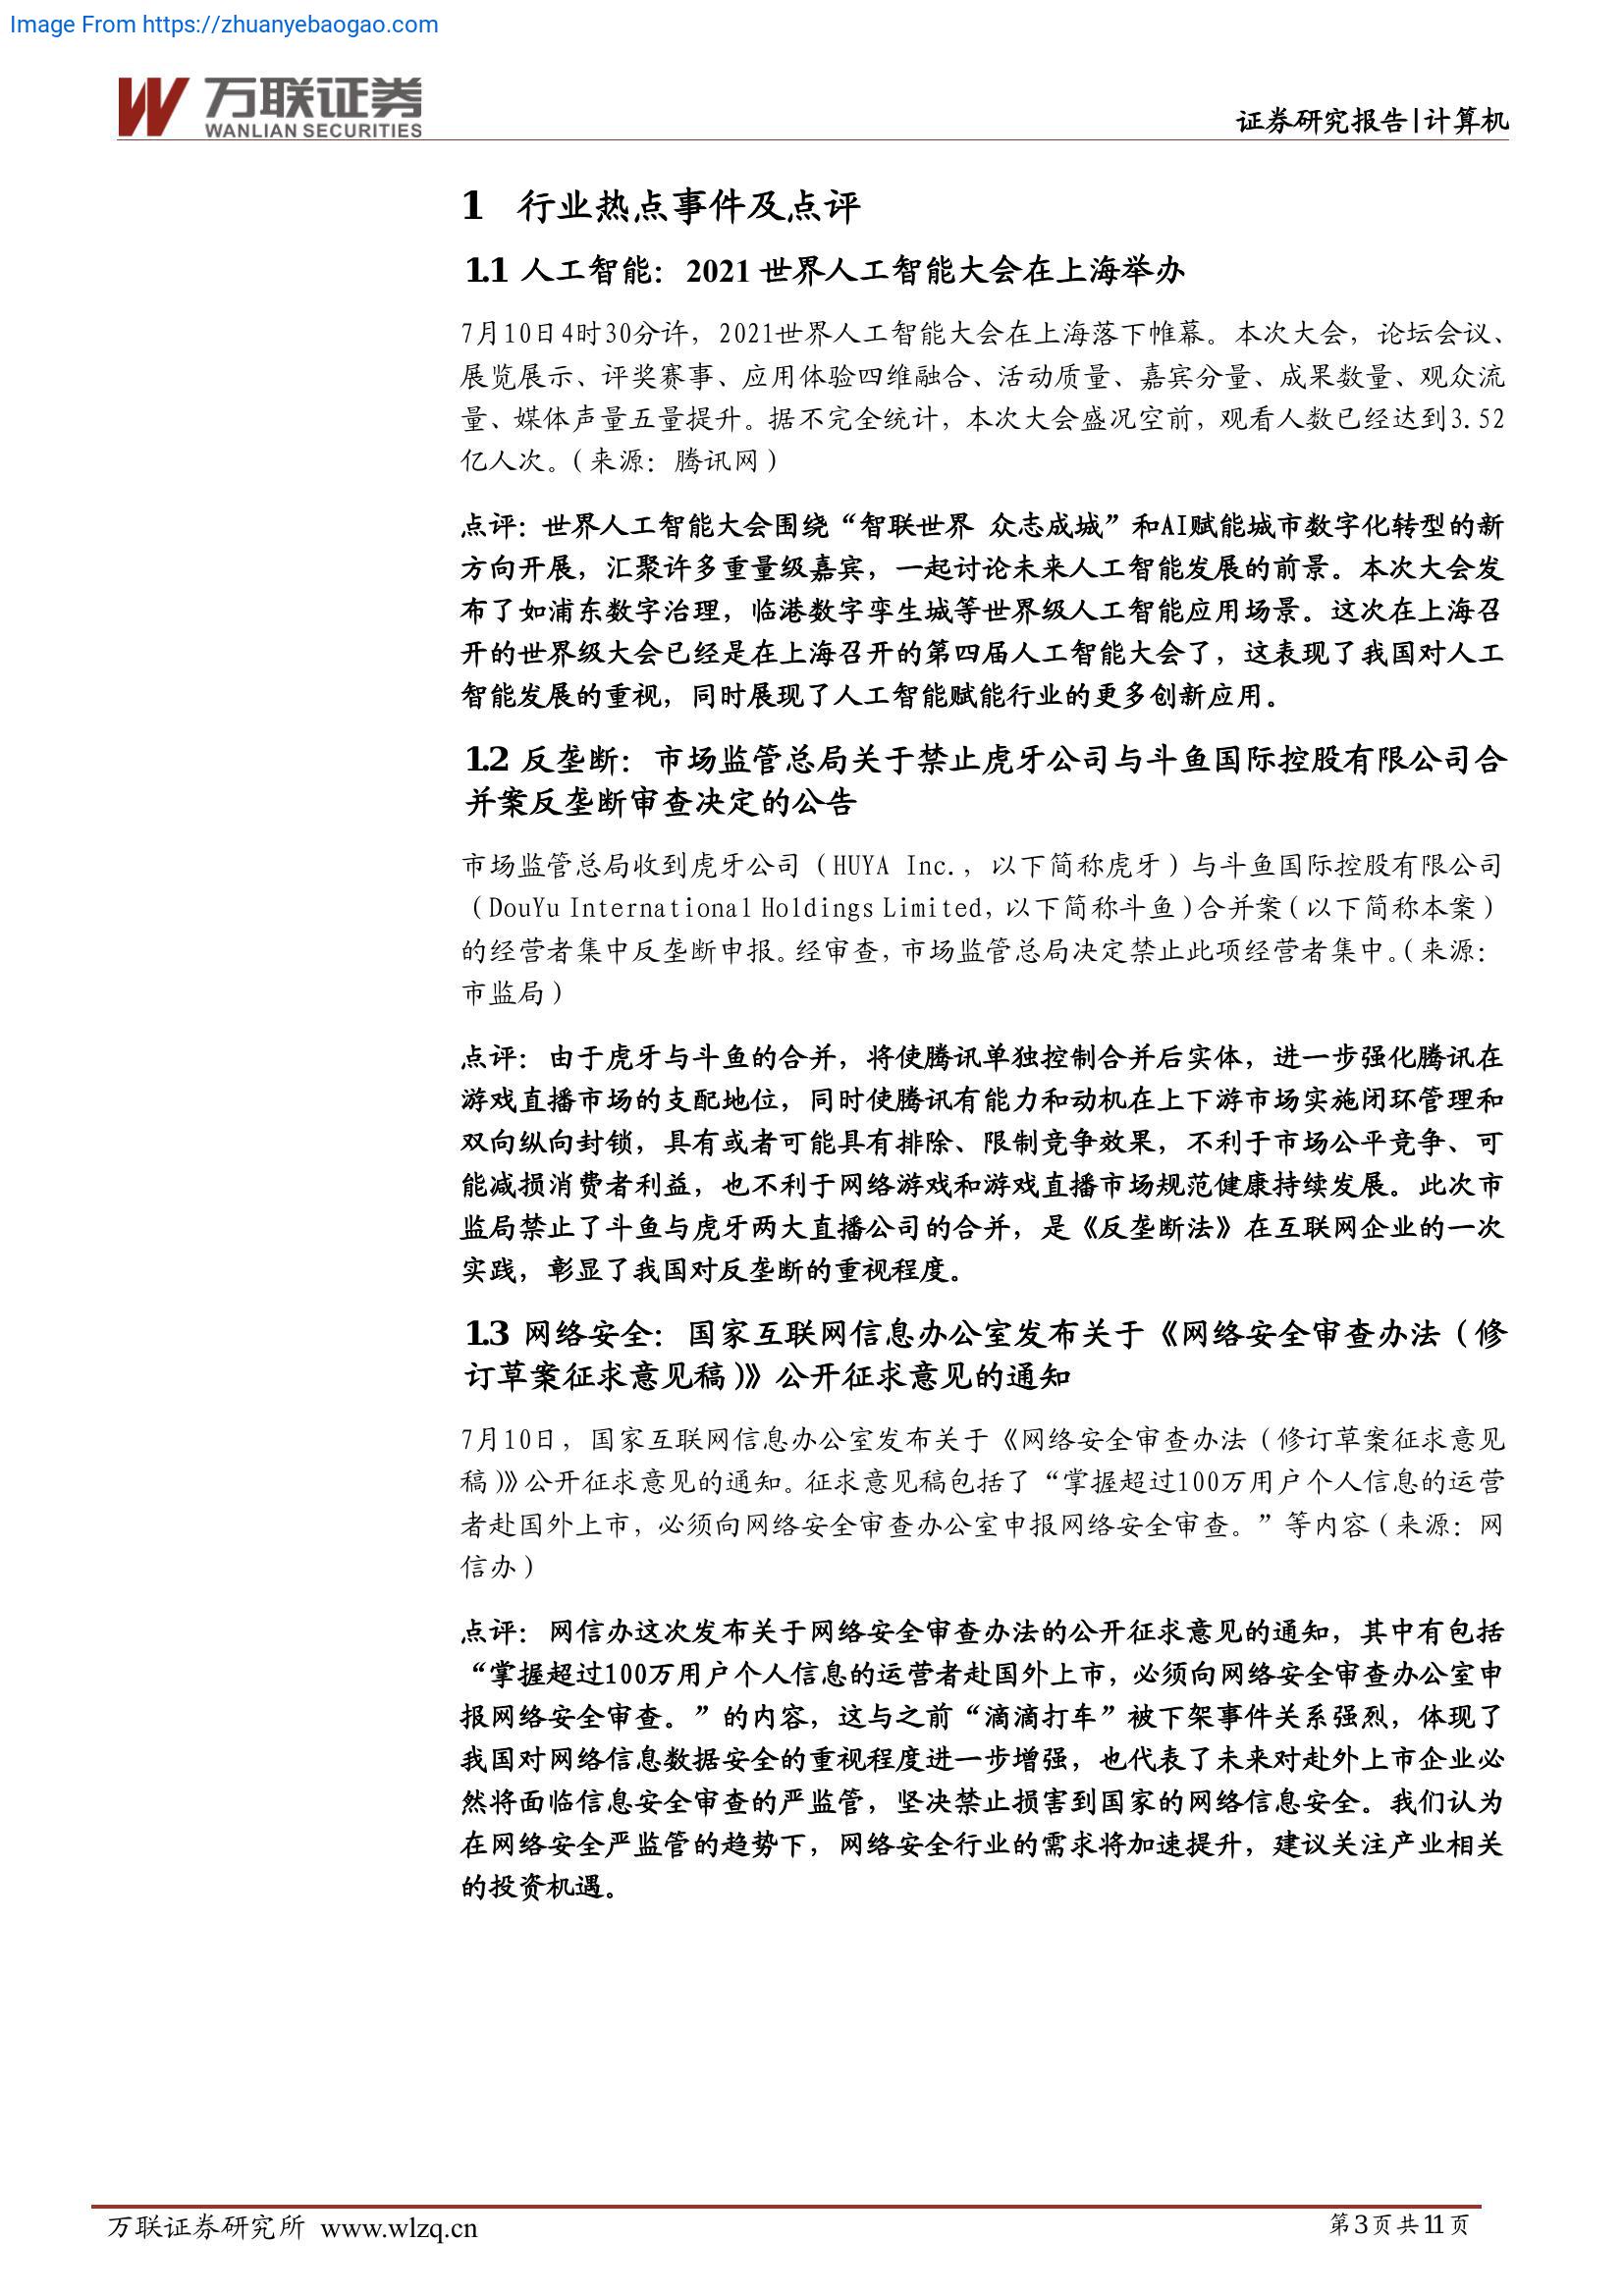 Image From https://zhuanyebaogao.com
万联证券
WANLIAN SECURITIES
证券研究报告|计算机
1 行业热点事件及点评
1.1 人工智能：2021 世界人工智能大会在上海举办
7月10日4时30分许，2021世界人工智能大会在上海落下帷幕。本次大会，论坛会议、
展览展示、评奖赛事、应用体验四维融合、活动质量、嘉宾分量、成果数量、观众流
量、媒体声量五量提升。据不完全统计，本次大会盛况空前，观看人数已经达到3.52
亿人次。（来源：腾讯网）
点评：世界人工智能大会围绕“智联世界 众志成城”和AI赋能城市数字化转型的新
方向开展，汇聚许多重量级嘉宾，一起讨论未来人工智能发展的前景。本次大会发
布了如浦东数字治理，临港数字孪生城等世界级人工智能应用场景。这次在上海召
开的世界级大会已经是在上海召开的第四届人工智能大会了，这表现了我国对人工
智能发展的重视，同时展现了人工智能赋能行业的更多创新应用。
1.2 反垄断：市场监管总局关于禁止虎牙公司与斗鱼国际控股有限公司合
并案反垄断审查决定的公告
市场监管总局收到虎牙公司（HUYA Inc.，以下简称虎牙）与斗鱼国际控股有限公司
（DouYu International Holdings Limited，以下简称斗鱼）合并案（以下简称本案）
的经营者集中反垄断申报。经审查，市场监管总局决定禁止此项经营者集中。（来源：
市监局）
点评：由于虎牙与斗鱼的合并，将使腾讯单独控制合并后实体，进一步强化腾讯在
游戏直播市场的支配地位，同时使腾讯有能力和动机在上下游市场实施闭环管理和
双向纵向封锁，具有或者可能具有排除、限制竞争效果，不利于市场公平竞争、可
能减损消费者利益，也不利于网络游戏和游戏直播市场规范健康持续发展。此次市
监局禁止了斗鱼与虎牙两大直播公司的合并，是《反垄断法》在互联网企业的一次
实践，彰显了我国对反垄断的重视程度。
1.3 网络安全：国家互联网信息办公室发布关于《网络安全审查办法（修
订草案征求意见稿）》公开征求意见的通知
7月10日，国家互联网信息办公室发布关于《网络安全审查办法（修订草案征求意见
稿）》公开征求意见的通知。征求意见稿包括了“掌握超过100万用户个人信息的运营
者赴国外上市，必须向网络安全审查办公室申报网络安全审查。”等内容（来源：网
信办）
点评：网信办这次发布关于网络安全审查办法的公开征求意见的通知，其中有包括
“掌握超过100万用户个人信息的运营者赴国外上市，必须向网络安全审查办公室申
报网络安全审查。”的内容，这与之前“滴滴打车”被下架事件关系强烈，体现了
我国对网络信息数据安全的重视程度进一步增强，也代表了未来对赴外上市企业必
然将面临信息安全审查的严监管，坚决禁止损害到国家的网络信息安全。我们认为
在网络安全严监管的趋势下，网络安全行业的需求将加速提升，建议关注产业相关
的投资机遇。
万联证券研究所 www.wlzq.cn
第 3 页 共 11 页